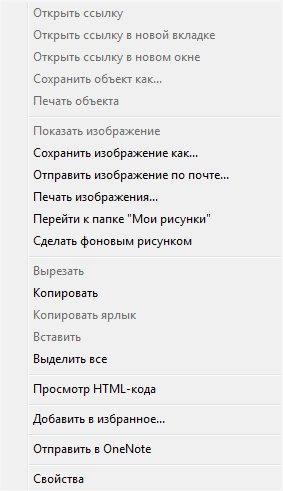 Открыть ссылку
Открыть ссылку в новой вкладке
Открыть ссылку в новом окне
Сохранить объект как...
Печать объекта
Показать изображение
Сохранить изображение как...
Отправить изображение по почте...
Печать изображения...
Перейти к папке "Мои рисунки"
Сделать фоновым рисунком
Вырезать
Копировать
Копировать ярлык
Вставить
Выделить все
Просмотр HTML-кода
Добавить в избранное...
Отправить в OneNote
Свойства